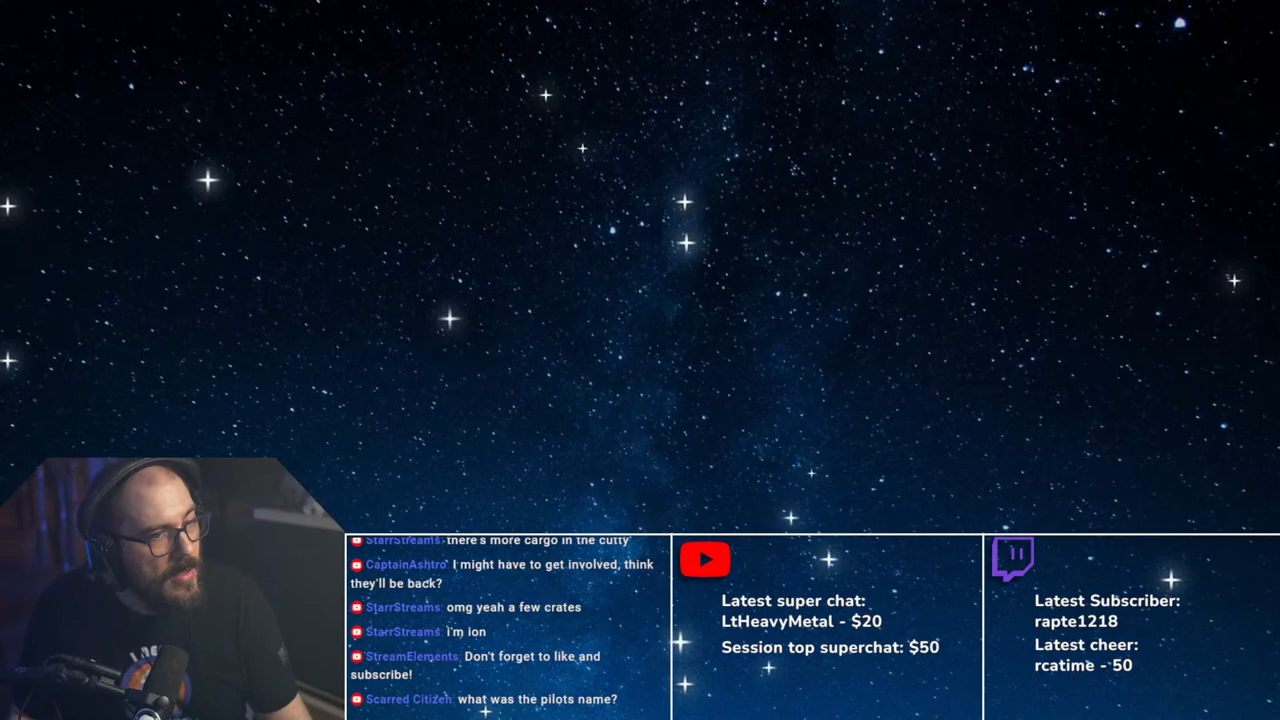 StarrStreams: there's more cargo in the cutty
CaptainAshtro: I might have to get involved, think
they'll be back?
StarrStreams: omg yeah a few crates
StarrStreams: i'm ion
StreamElements: Don't forget to like and
subscribe!
Scarred Citizen: what was the pilots name?
Latest super chat:
LtHeavyMetal - $20
Session top superchat: $50
Latest Subscriber:
rapte1218
Latest cheer:
rcatime - 50